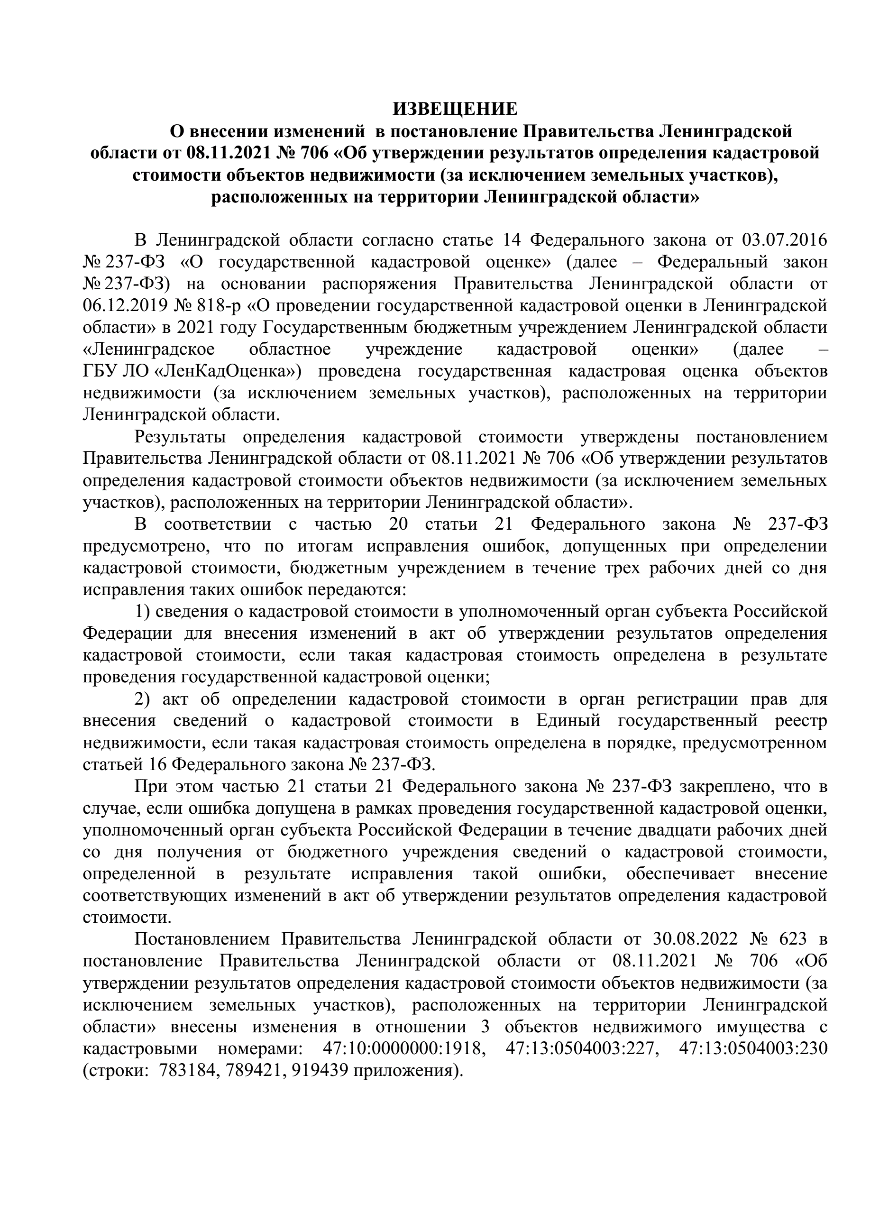 ИЗВЕЩЕНИЕ
О внесении изменений в постановление Правительства Ленинградской
области от 08.11.2021 № 706 «Об утверждении результатов определения кадастровой
стоимости объектов недвижимости (за исключением земельных участков),
расположенных на территории Ленинградской области»
В Ленинградской области согласно статье 14 Федерального закона от 03.07.2016
№ 237-ФЗ «О государственной кадастровой оценке» (далее – Федеральный закон
№ 237-ФЗ) на основании распоряжения Правительства Ленинградской области от
06.12.2019 № 818-р «О проведении государственной кадастровой оценки в Ленинградской
области» в 2021 году Государственным бюджетным учреждением Ленинградской области
«Ленинградское областное учреждение кадастровой оценки» (далее –
ГБУ ЛО «ЛенКадОценка») проведена государственная кадастровая оценка объектов
недвижимости (за исключением земельных участков), расположенных на территории
Ленинградской области.
Результаты определения кадастровой стоимости утверждены постановлением
Правительства Ленинградской области от 08.11.2021 № 706 «Об утверждении результатов
определения кадастровой стоимости объектов недвижимости (за исключением земельных
участков), расположенных на территории Ленинградской области».
В соответствии с частью 20 статьи 21 Федерального закона № 237-ФЗ
предусмотрено, что по итогам исправления ошибок, допущенных при определении
кадастровой стоимости, бюджетным учреждением в течение трех рабочих дней со дня
исправления таких ошибок передаются:
1) сведения о кадастровой стоимости в уполномоченный орган субъекта Российской
Федерации для внесения изменений в акт об утверждении результатов определения
кадастровой стоимости, если такая кадастровая стоимость определена в результате
проведения государственной кадастровой оценки;
2) акт об определении кадастровой стоимости в орган регистрации прав для
внесения сведений о кадастровой стоимости в Единый государственный реестр
недвижимости, если такая кадастровая стоимость определена в порядке, предусмотренном
статьей 16 Федерального закона № 237-ФЗ.
При этом частью 21 статьи 21 Федерального закона № 237-ФЗ закреплено, что в
случае, если ошибка допущена в рамках проведения государственной кадастровой оценки,
уполномоченный орган субъекта Российской Федерации в течение двадцати рабочих дней
со дня получения от бюджетного учреждения сведений о кадастровой стоимости,
определенной в результате исправления такой ошибки, обеспечивает внесение
соответствующих изменений в акт об утверждении результатов определения кадастровой
стоимости.
Постановлением Правительства Ленинградской области от 30.08.2022 № 623 в
постановление Правительства Ленинградской области от 08.11.2021 № 706 «Об
утверждении результатов определения кадастровой стоимости объектов недвижимости (за
исключением земельных участков), расположенных на территории Ленинградской
области» внесены изменения в отношении 3 объектов недвижимого имущества с
кадастровыми номерами: 47:10:0000000:1918, 47:13:0504003:227, 47:13:0504003:230
(строки: 783184, 789421, 919439 приложения).